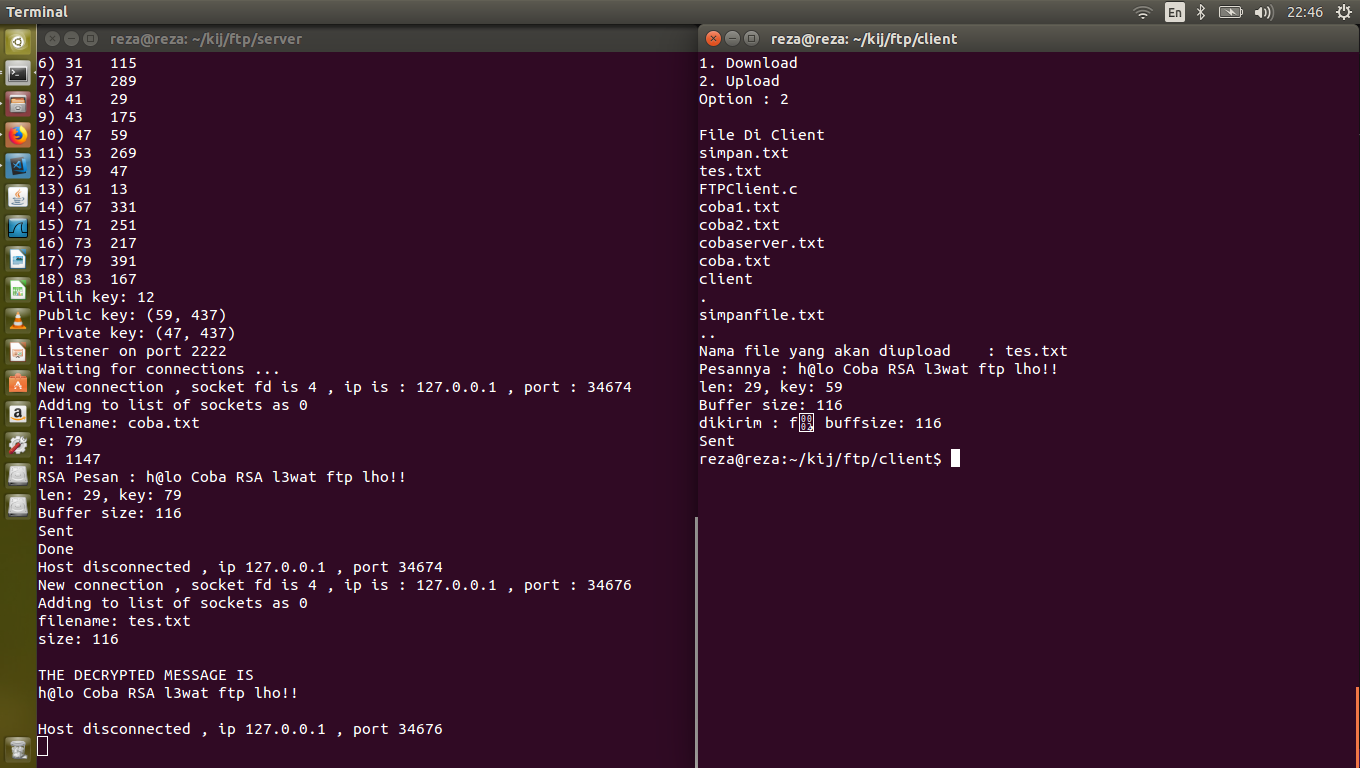 Terminal
En
22:46
reza@reza: ~/kij/ftp/server
6) 31 115
7) 37 289
8) 41 29
9) 43 175
10) 47 59
11) 53 269
12) 59 47
13) 61 13
14) 67 331
15) 71 251
16) 73 217
17) 79 391
18) 83 167
Pilih key: 12
Public key: (59, 437)
Private key: (47, 437)
Listener on port 2222
Waiting for connections ...
New connection , socket fd is 4 , ip is : 127.0.0.1 , port : 34674
Adding to list of sockets as 0
filename: coba.txt
e: 79
n: 1147
RSA Pesan : h@lo Coba RSA l3wat ftp lho!!
len: 29, key: 79
Buffer size: 116
Sent
Done
Host disconnected , ip 127.0.0.1 , port 34674
New connection , socket fd is 4 , ip is : 127.0.0.1 , port : 34676
Adding to list of sockets as 0
filename: tes.txt
size: 116
THE DECRYPTED MESSAGE IS
h@lo Coba RSA l3wat ftp lho!!
Host disconnected , ip 127.0.0.1 , port 34676
reza@reza: ~/kij/ftp/client
1. Download
2. Upload
Option : 2
File Di Client
simpan.txt
tes.txt
FTPClient.c
coba1.txt
coba2.txt
cobaserver.txt
coba.txt
client
.
simpanfile.txt
..
Nama file yang akan diupload : tes.txt
Pesannya : h@lo Coba RSA l3wat ftp lho!!
len: 29, key: 59
Buffer size: 116
dikirim : f buffsize: 116
Sent
reza@reza:~/kij/ftp/client$